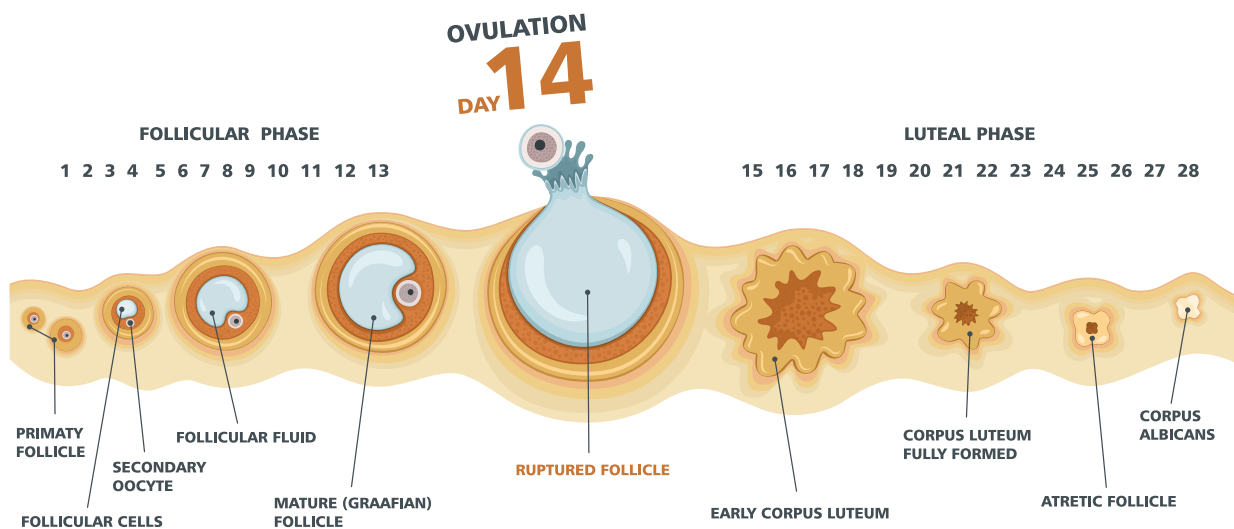 OVULATION
DAY 14
FOLLICULAR PHASE
1 2 3 4 5 6 7 8 9 10 11 12 13
LUTEAL PHASE
15 16 17 18 19 20 21 22 23 24 25 26 27 28
PRIMATY
FOLLICLE
FOLLICULAR CELLS
SECONDARY
OOCYTE
FOLLICULAR FLUID
MATURE (GRAAFIAN)
FOLLICLE
RUPTURED FOLLICLE
EARLY CORPUS LUTEUM
CORPUS LUTEUM
FULLY FORMED
ATRETIC FOLLICLE
CORPUS
ALBICANS